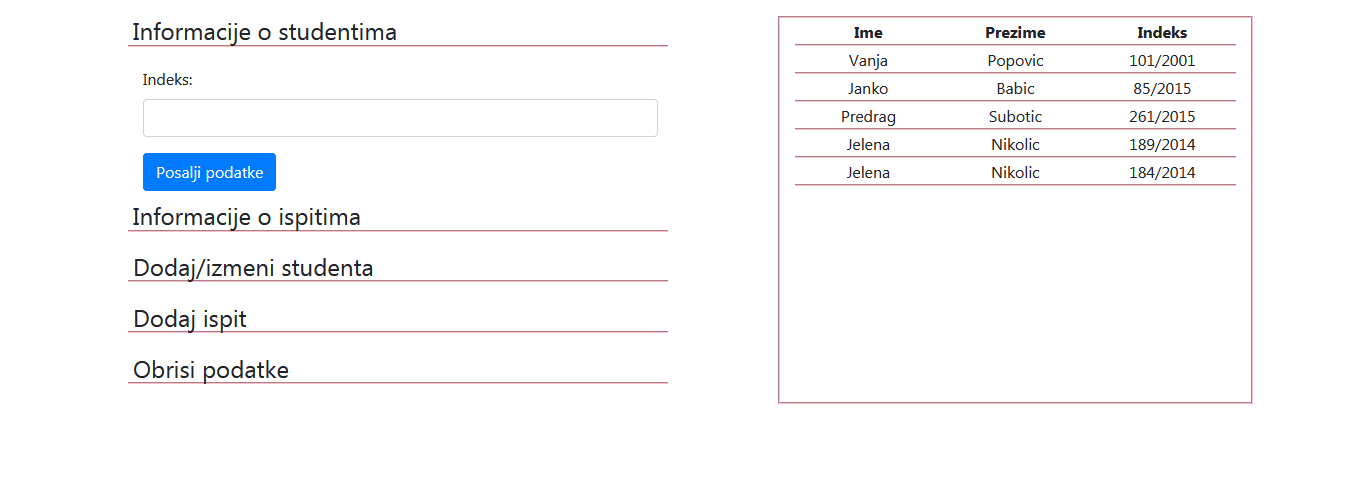 Informacije o studentima
Indeks:
Posalji podatke
Informacije o ispitima
Dodaj/izmeni studenta
Dodaj ispit
Obrisi podatke
Ime Prezime Indeks
Vanja Popovic 101/2001
Janko Babic 85/2015
Predrag Subotic 261/2015
Jelena Nikolic 189/2014
Jelena Nikolic 184/2014